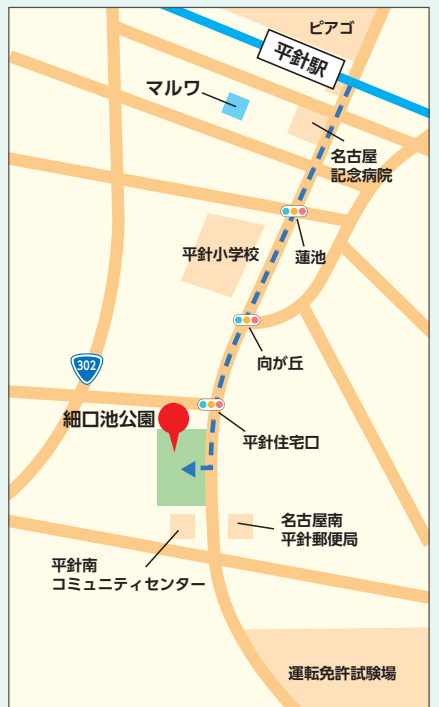 ピアゴ
平針駅
マルワ
名古屋
記念病院
平針小学校
蓮池
向が丘
302
細口池公園
平針住宅口
名古屋南
平針郵便局
平針南
コミュニティセンター
運転免許試験場